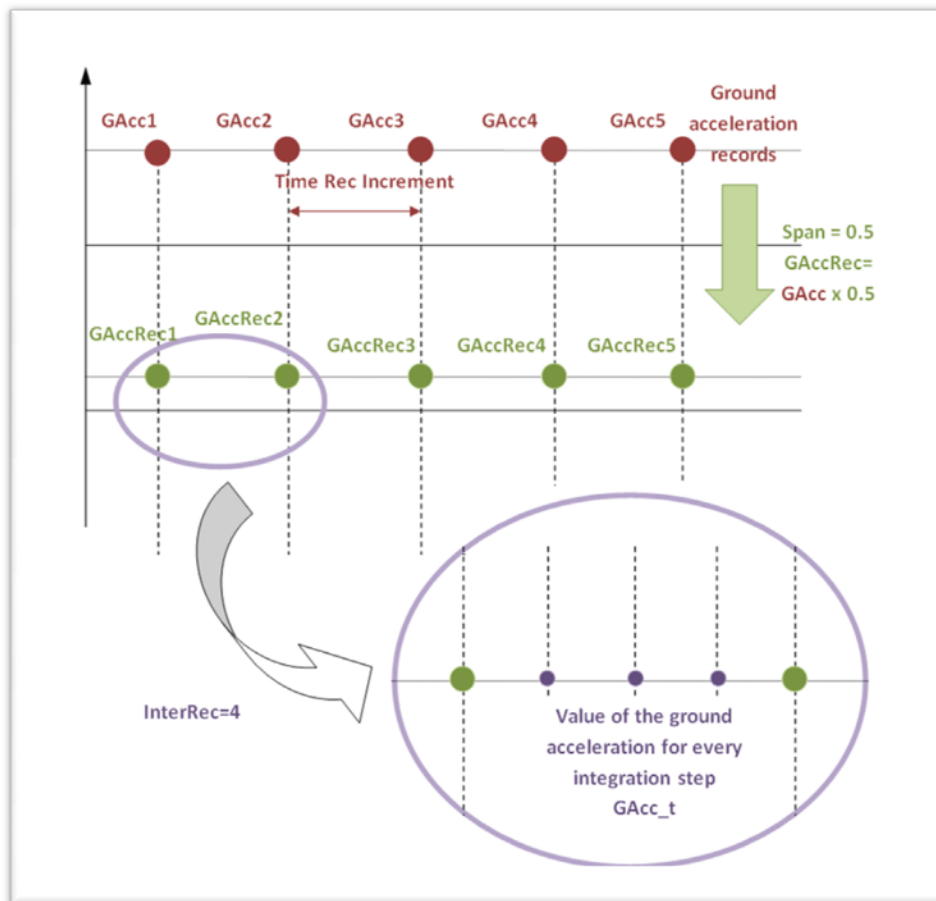 GAcc1
GAcc2
GAcc3
GAcc4
GAcc5
Ground
acceleration
records
Time Rec Increment
Span = 0.5
GAccRec=
GAcc x 0.5
GAccRec1
GAccRec2
GAccRec3
GAccRec4
GAccRec5
InterRec=4
Value of the ground
acceleration for every
integration step
GAcc_t